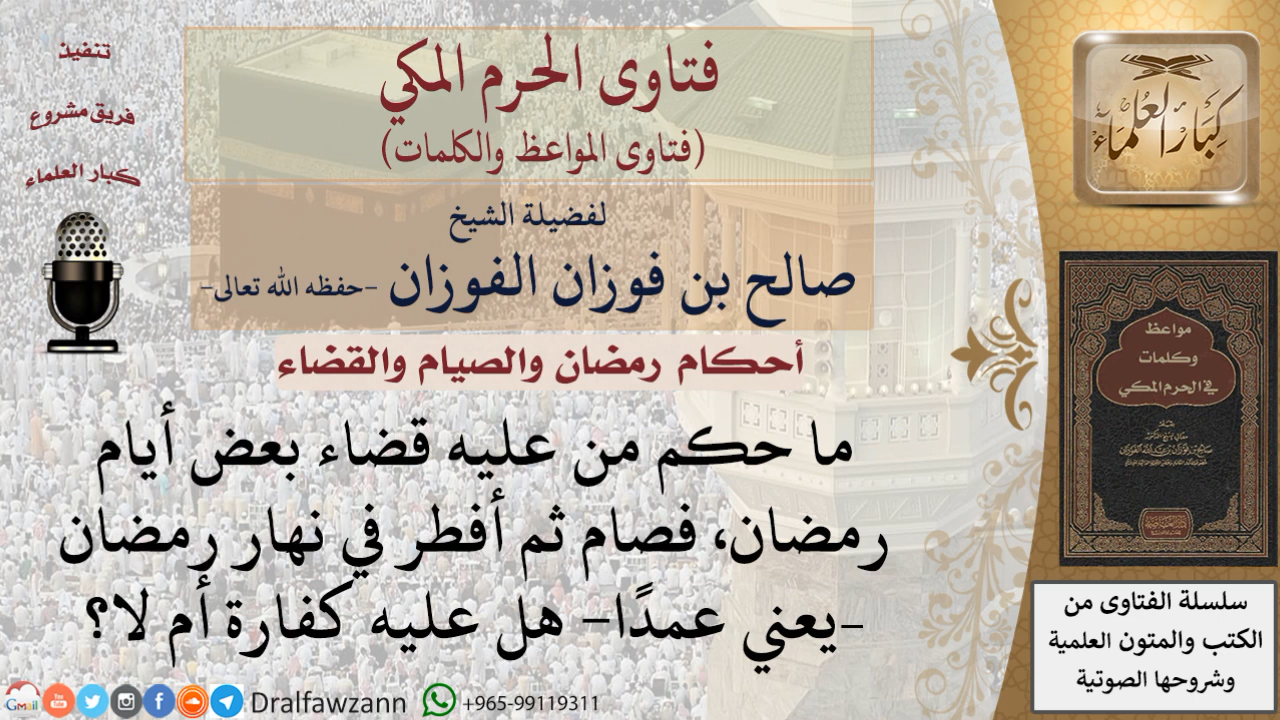 فتاوى الحرم المكي
(فتاوى المواعظ والكلمات)
لفضيلة الشيخ
صالح بن فوزان الفوزان -حفظه الله تعالى-
أحكام رمضان والصيام والقضاء
ما حكم من عليه قضاء بعض أيام
رمضان، فصام ثم أفطر في نهار رمضان
-يعني عمدًا- هل عليه كفارة أم لا؟
تنفيذ
فريق مشروع
كبار العلماء
كبار العلماء
مواعظ
وكلمات
في الحرم المكي
سلسلة الفتاوى من
الكتب والمتون العلمية
وشروحها الصوتية
Gmail
You
Tube
Dralfawzann
+965-99119311